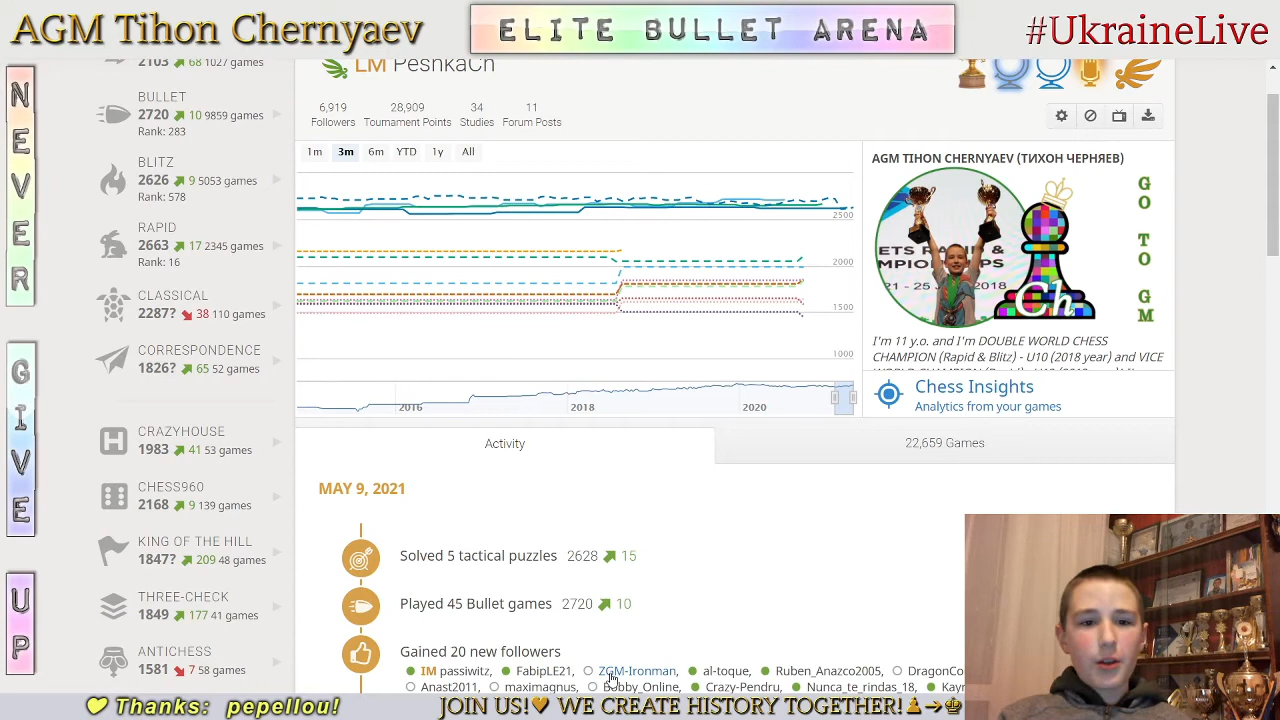 AGM Tihon Chernyaev
ELITE BULLET ARENA
#UkraineLive
NEVER
GIVE
UP
2103 68 1027 games
BULLET
2720 10 9859 games
Rank: 283
BLITZ
2626 9 5053 games
Rank: 578
RAPID
2663 17 2345 games
Rank: 16
CLASSICAL
2287? 38 110 games
CORRESPONDENCE
1826? 65 52 games
CRAZYHOUSE
1983 41 53 games
CHESS960
2168 9 139 games
KING OF THE HILL
1847? 209 48 games
THREE-CHECK
1849 177 41 games
ANTICHESS
1581 7 58 games
LM PeshkaCh
6,919 28,909 34 11
Followers Tournament Points Studies Forum Posts
1m 3m 6m YTD 1y All
2500
2000
1500
1000
2016 2018 2020
AGM TIHON CHERNYAEV (ТИХОН ЧЕРНЯЕВ)
21 - 25 2018
Ch
GO
TO
GM
I'm 11 y.o. and I'm DOUBLE WORLD CHESS
CHAMPION (Rapid & Blitz) - U10 (2018 year) and VICE
Chess Insights
Analytics from your games
Activity
22,659 Games
MAY 9, 2021
Solved 5 tactical puzzles 2628 15
Played 45 Bullet games 2720 10
Gained 20 new followers
IM passiwitz, FabipLE21, ZGM-Ironman, al-toque, Ruben_Anazco2005, DragonCo
Anast2011, maximagnus, Bobby_Online, Crazy-Pendru, Nunca_te_rindas_18, Kayr
Thanks: pepellou!
JOIN US! WE CREATE HISTORY TOGETHER!